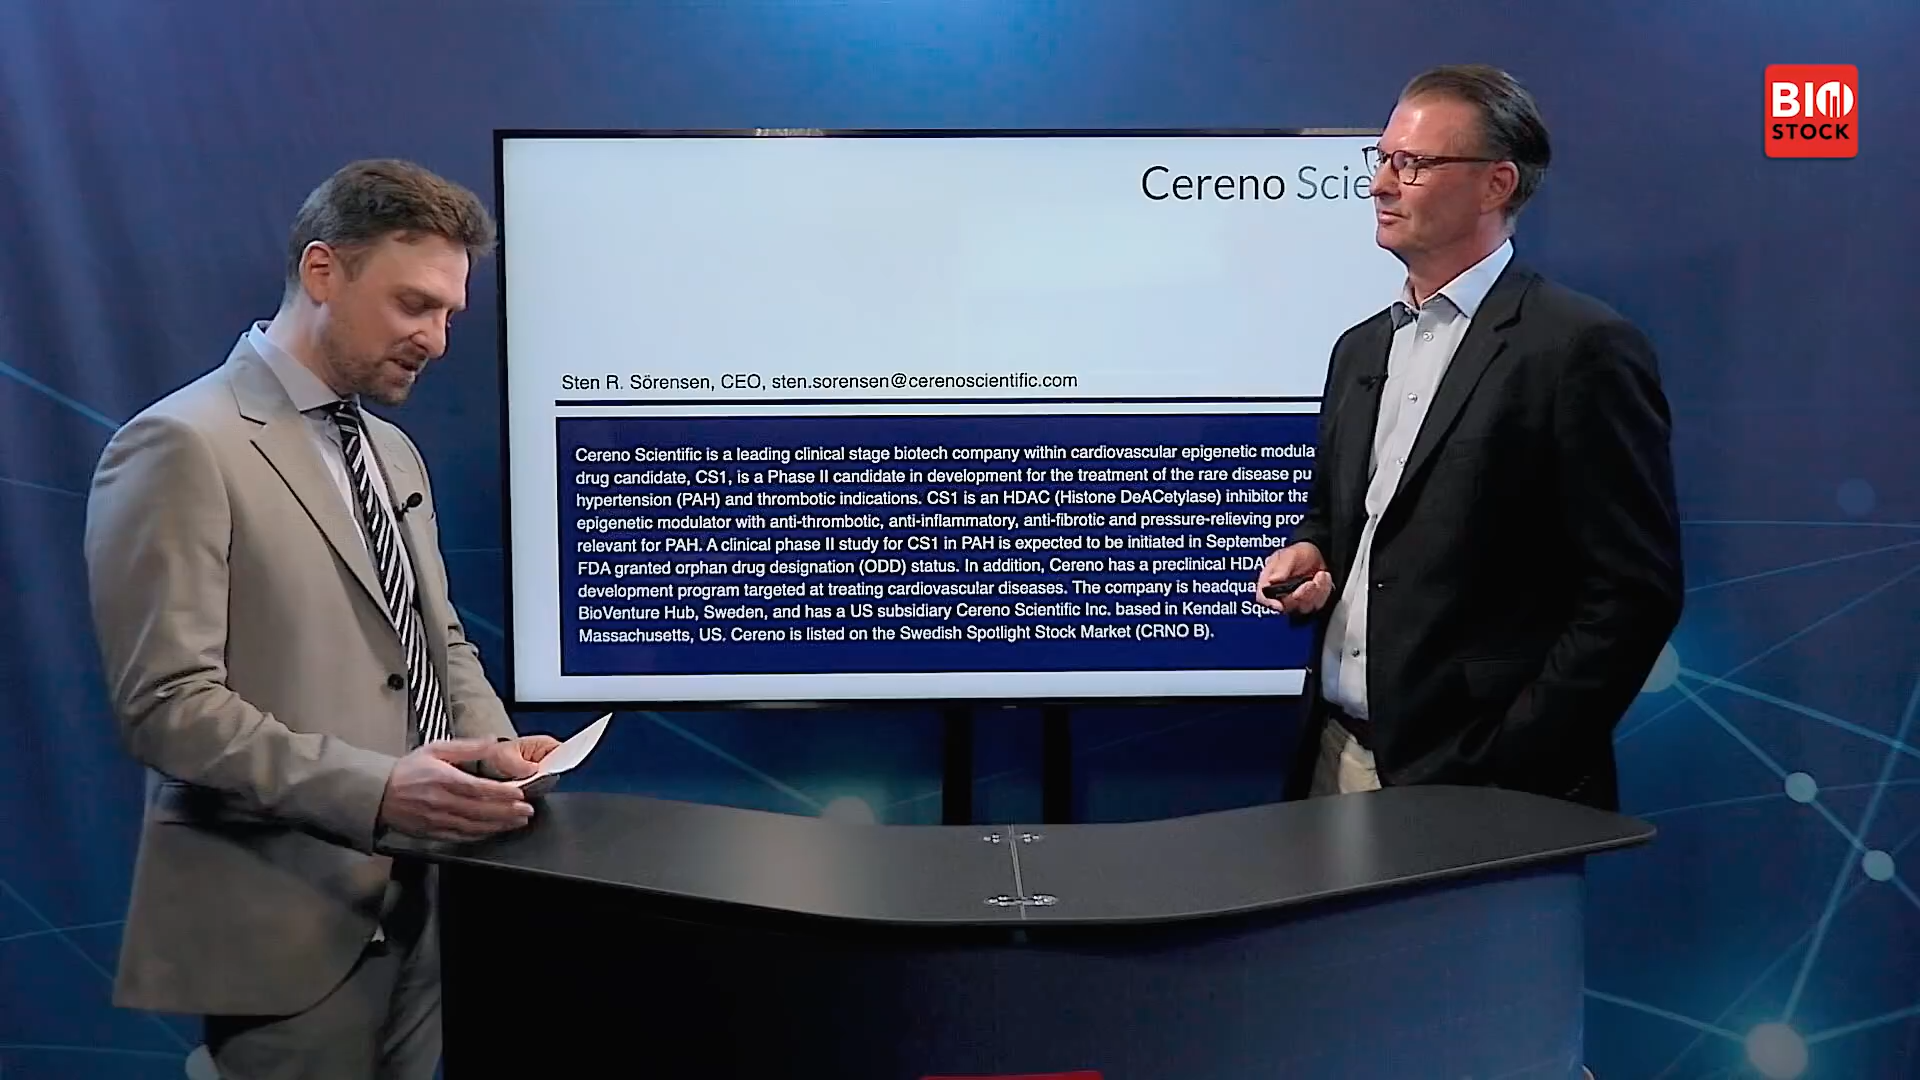 BIO
STOCK
Cereno Scie
Sten R. Sörensen, CEO, sten.sorensen@cerenoscientific.com
Cereno Scientific is a leading clinical stage biotech company within cardiovascular epigenetic modula
drug candidate, CS1, is a Phase II candidate in development for the treatment of the rare disease pu
hypertension (PAH) and thrombotic indications. CS1 is an HDAC (Histone DeACetylase) inhibitor tha
epigenetic modulator with anti-thrombotic, anti-inflammatory, anti-fibrotic and pressure-relieving pro
relevant for PAH. A clinical phase II study for CS1 in PAH is expected to be initiated in September
FDA granted orphan drug designation (ODD) status. In addition, Cereno has a preclinical HDA
development program targeted at treating cardiovascular diseases. The company is headqua
BioVenture Hub, Sweden, and has a US subsidiary Cereno Scientific Inc. based in Kendall Squ
Massachusetts, US. Cereno is listed on the Swedish Spotlight Stock Market (CRNO B).